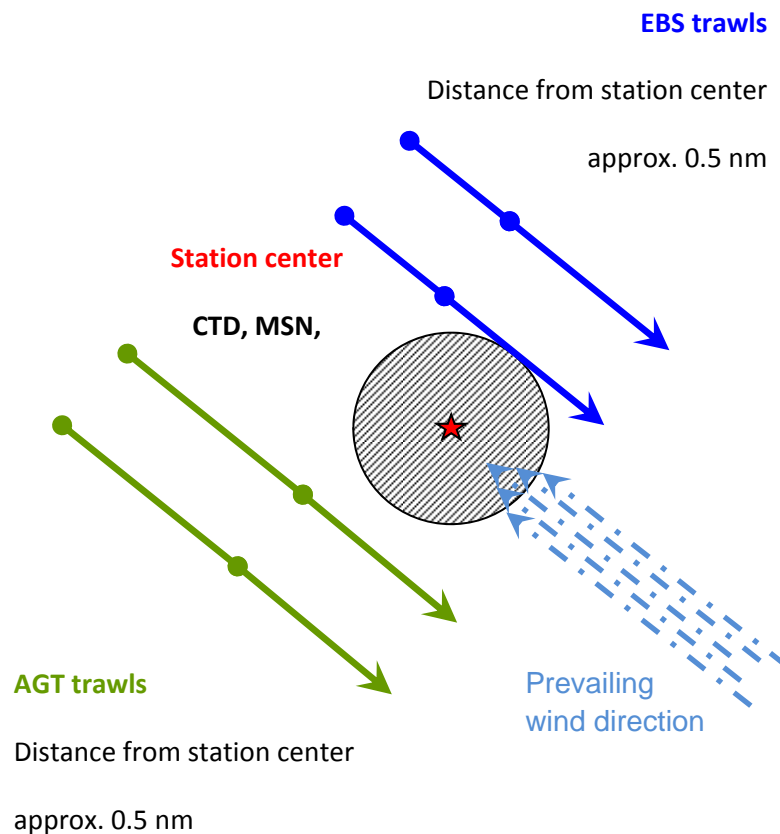 EBS trawls
Distance from station center
approx. 0.5 nm
Station center
CTD, MSN,
AGT trawls
Distance from station center
approx. 0.5 nm
Prevailing
wind direction